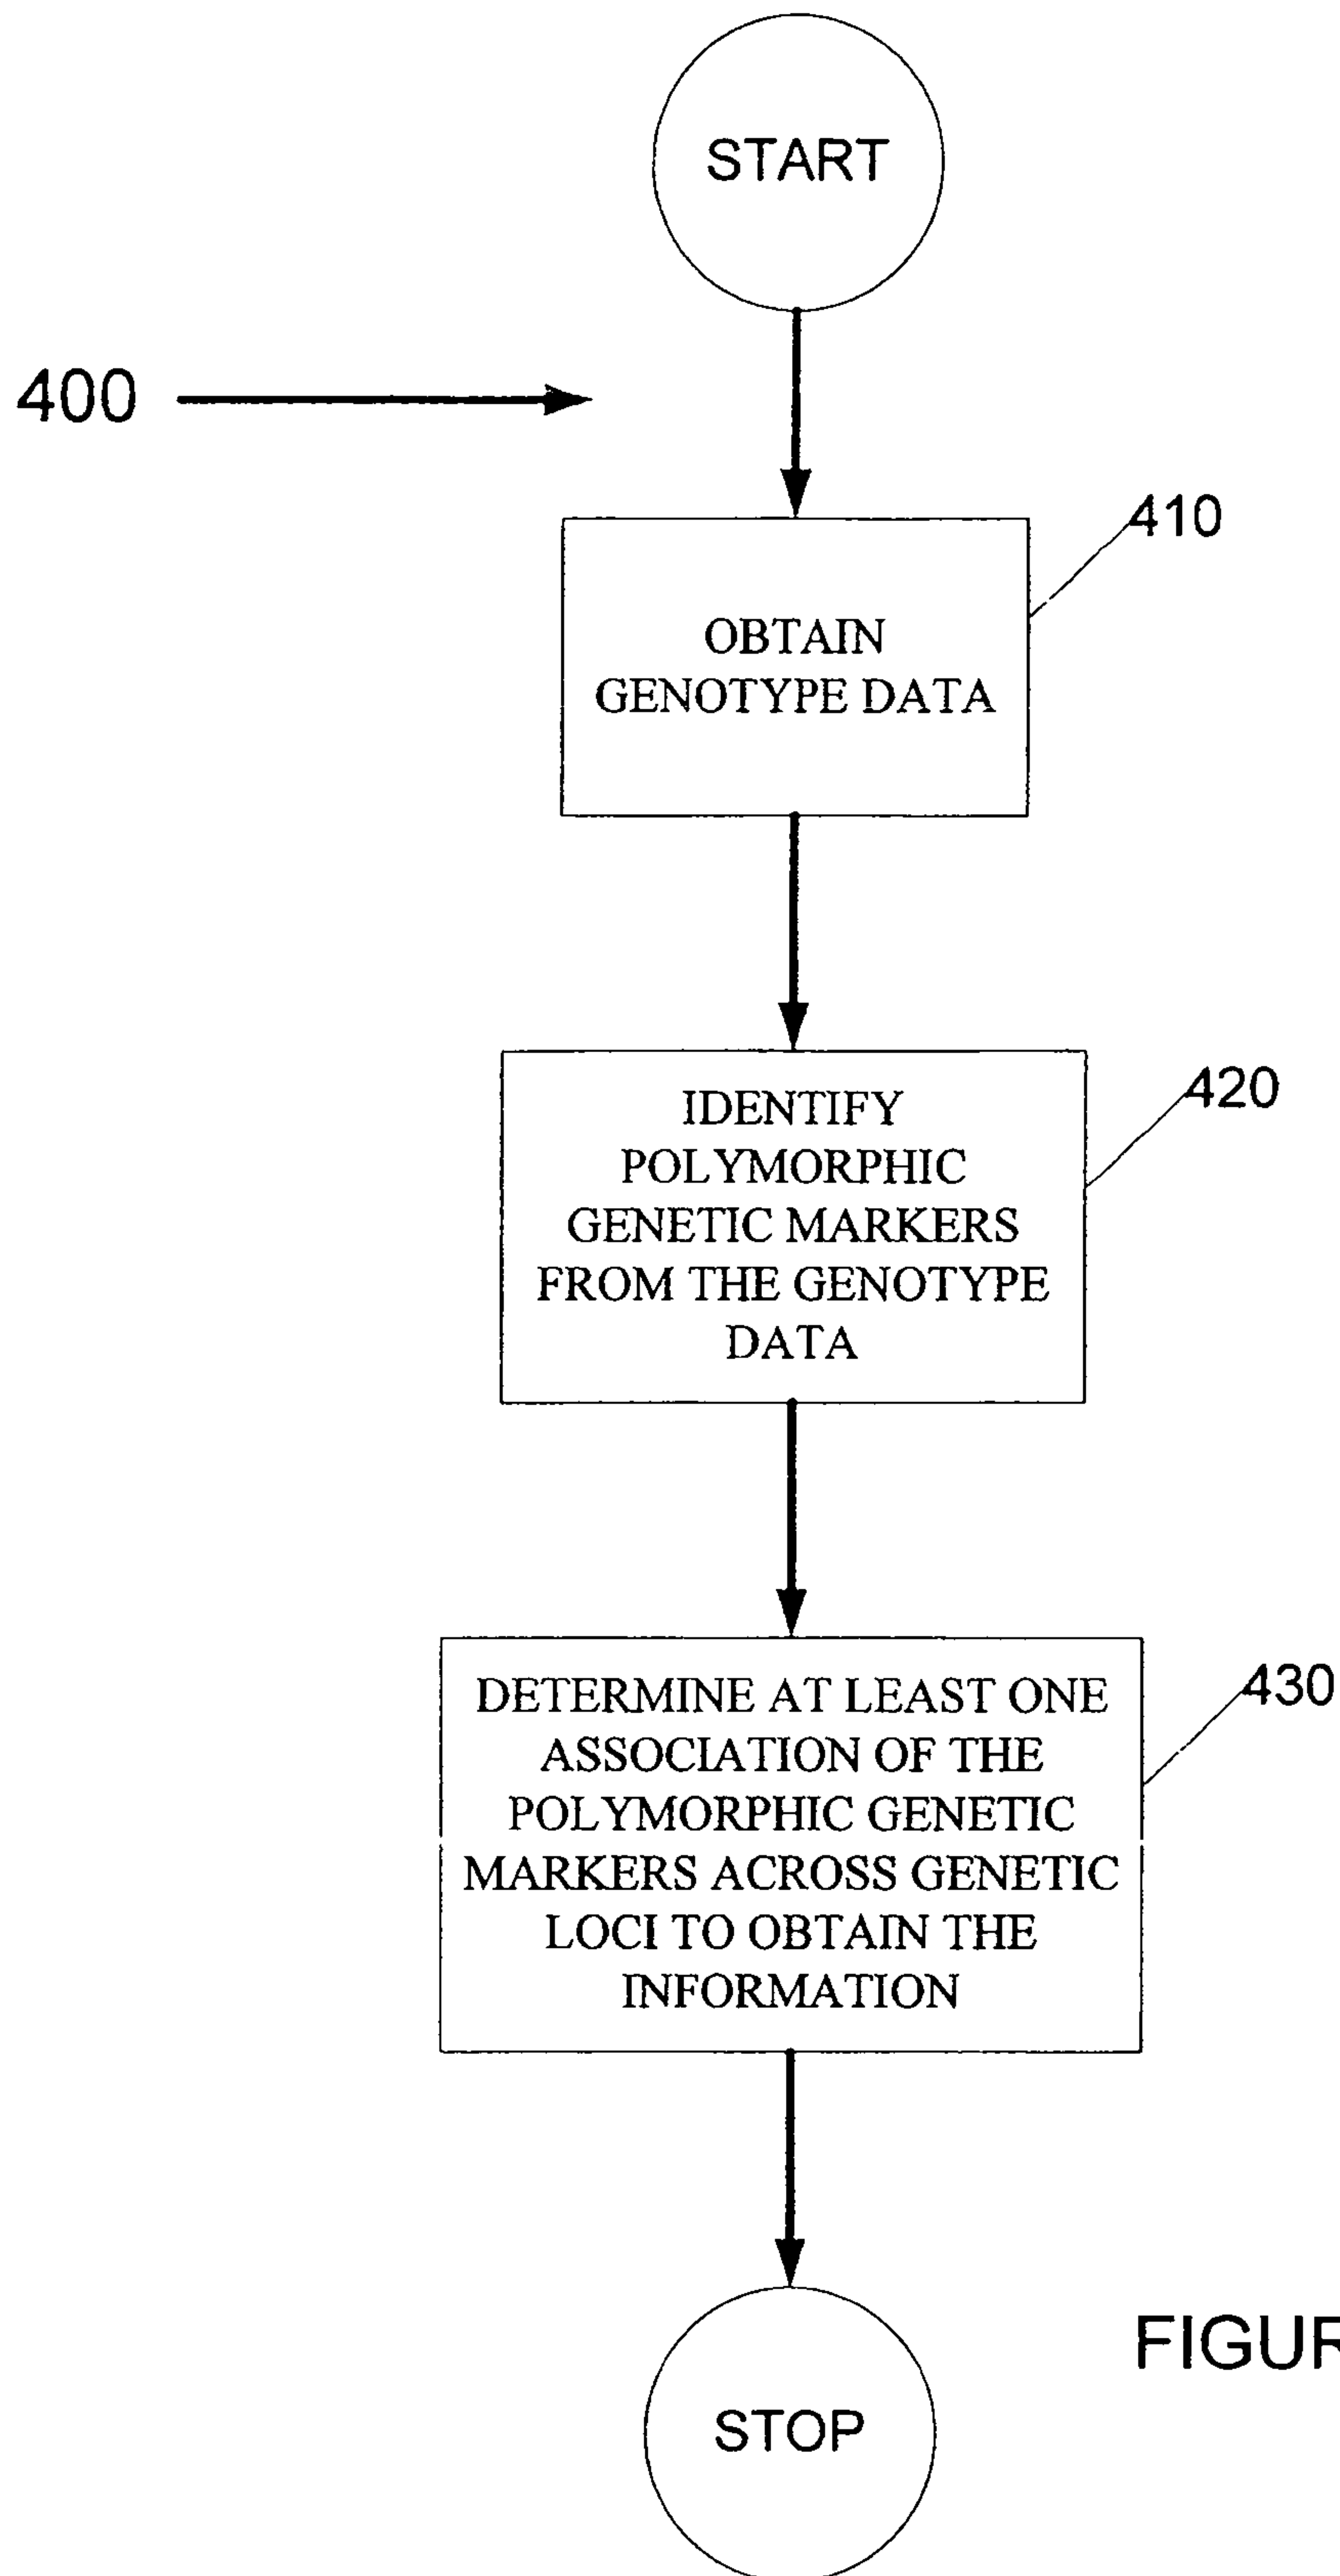 START
400
410
OBTAIN
GENOTYPE DATA
420
IDENTIFY
POLYMORPHIC
GENETIC MARKERS
FROM THE GENOTYPE
DATA
430
DETERMINE AT LEAST ONE
ASSOCIATION OF THE
POLYMORPHIC GENETIC
MARKERS ACROSS GENETIC
LOCI TO OBTAIN THE
INFORMATION
STOP